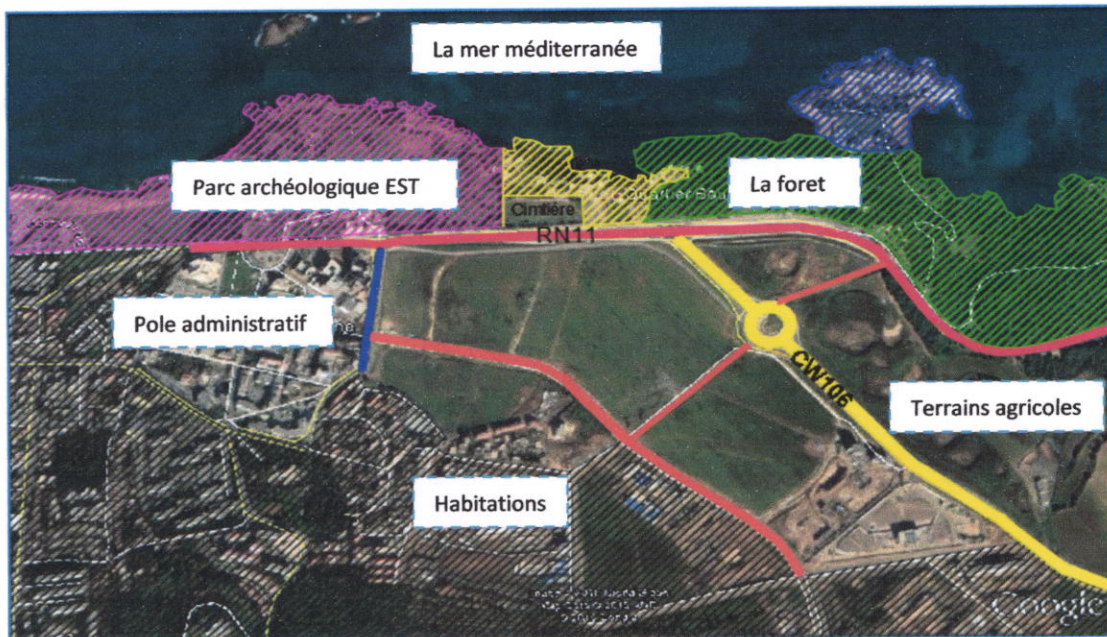 La mer méditerranée
Parc archéologique EST
La foret
Cimtière
RN11
Pole administratif
CW106
Terrains agricoles
Habitations
Google